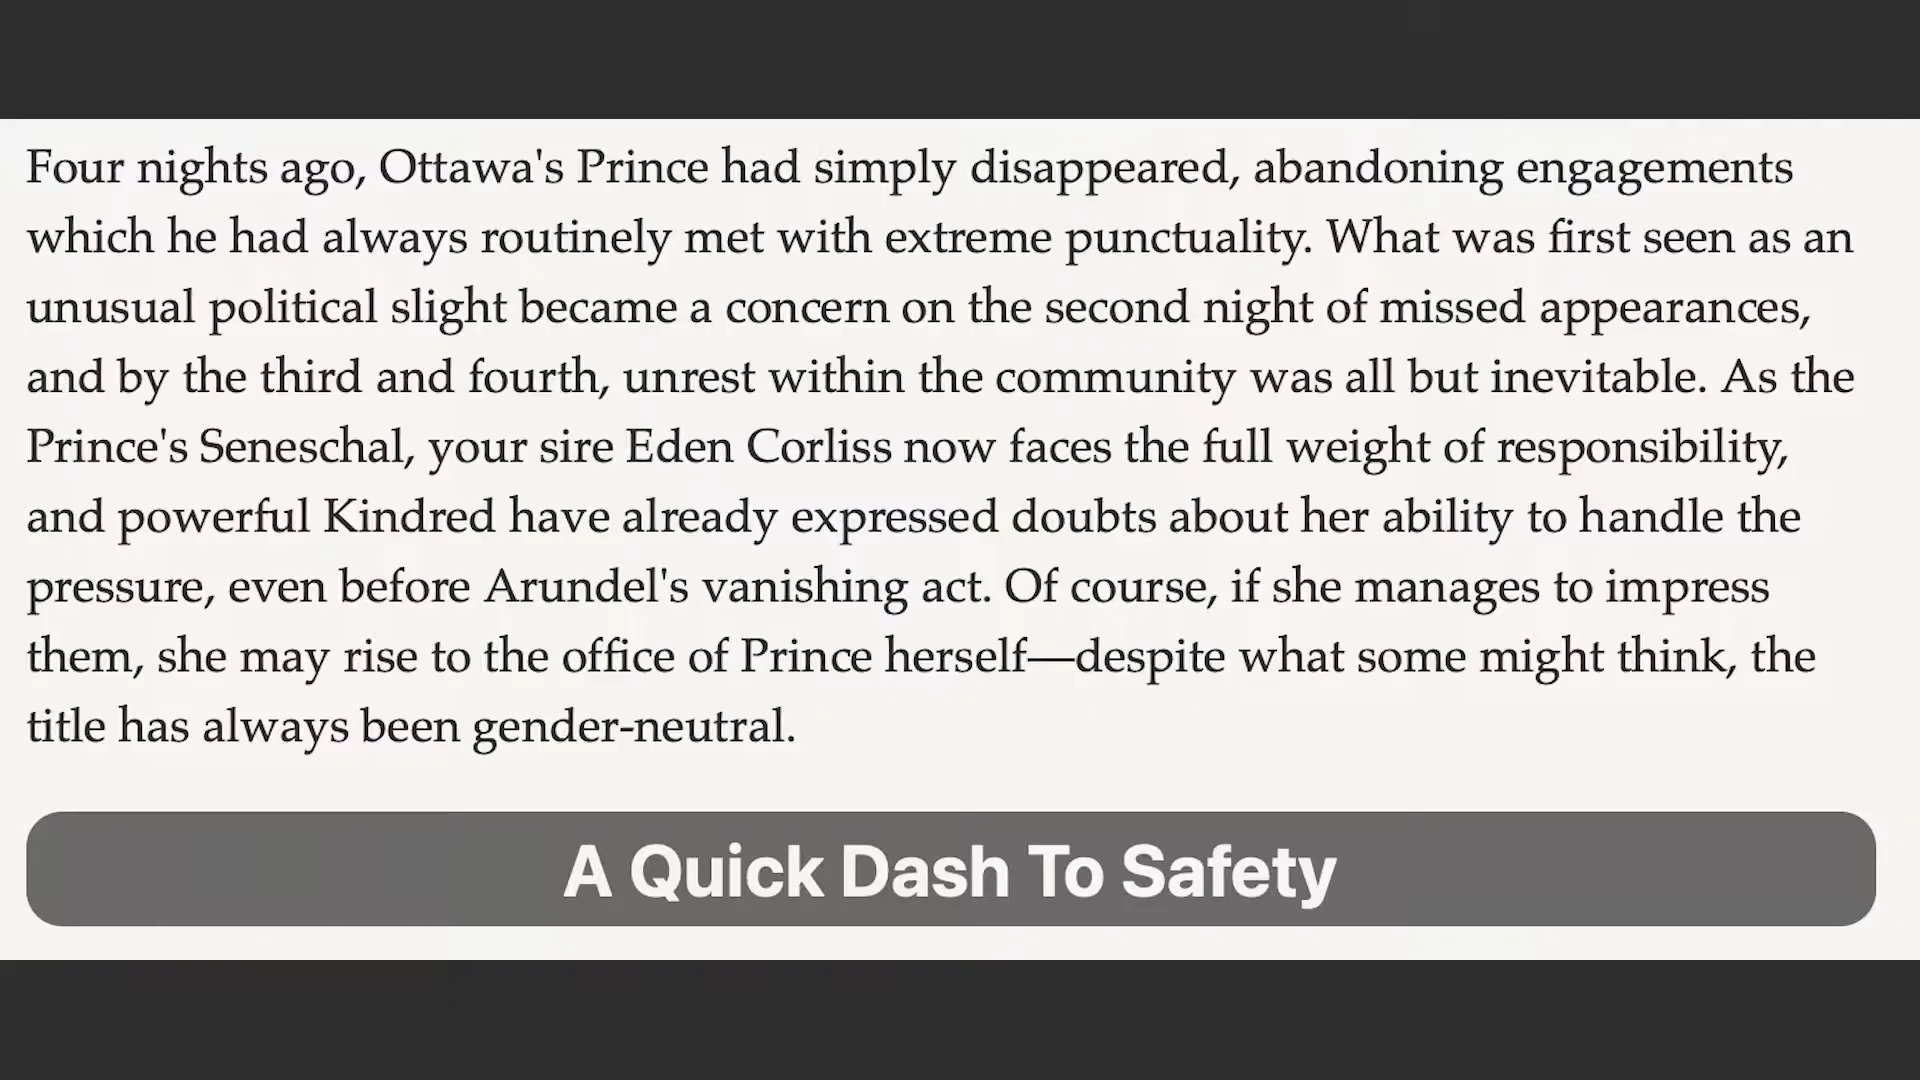 Four nights ago, Ottawa's Prince had simply disappeared, abandoning engagements
which he had always routinely met with extreme punctuality. What was first seen as an
unusual political slight became a concern on the second night of missed appearances,
and by the third and fourth, unrest within the community was all but inevitable. As the
Prince's Seneschal, your sire Eden Corliss now faces the full weight of responsibility,
and powerful Kindred have already expressed doubts about her ability to handle the
pressure, even before Arundel's vanishing act. Of course, if she manages to impress
them, she may rise to the office of Prince herself—despite what some might think, the
title has always been gender-neutral.
A Quick Dash To Safety